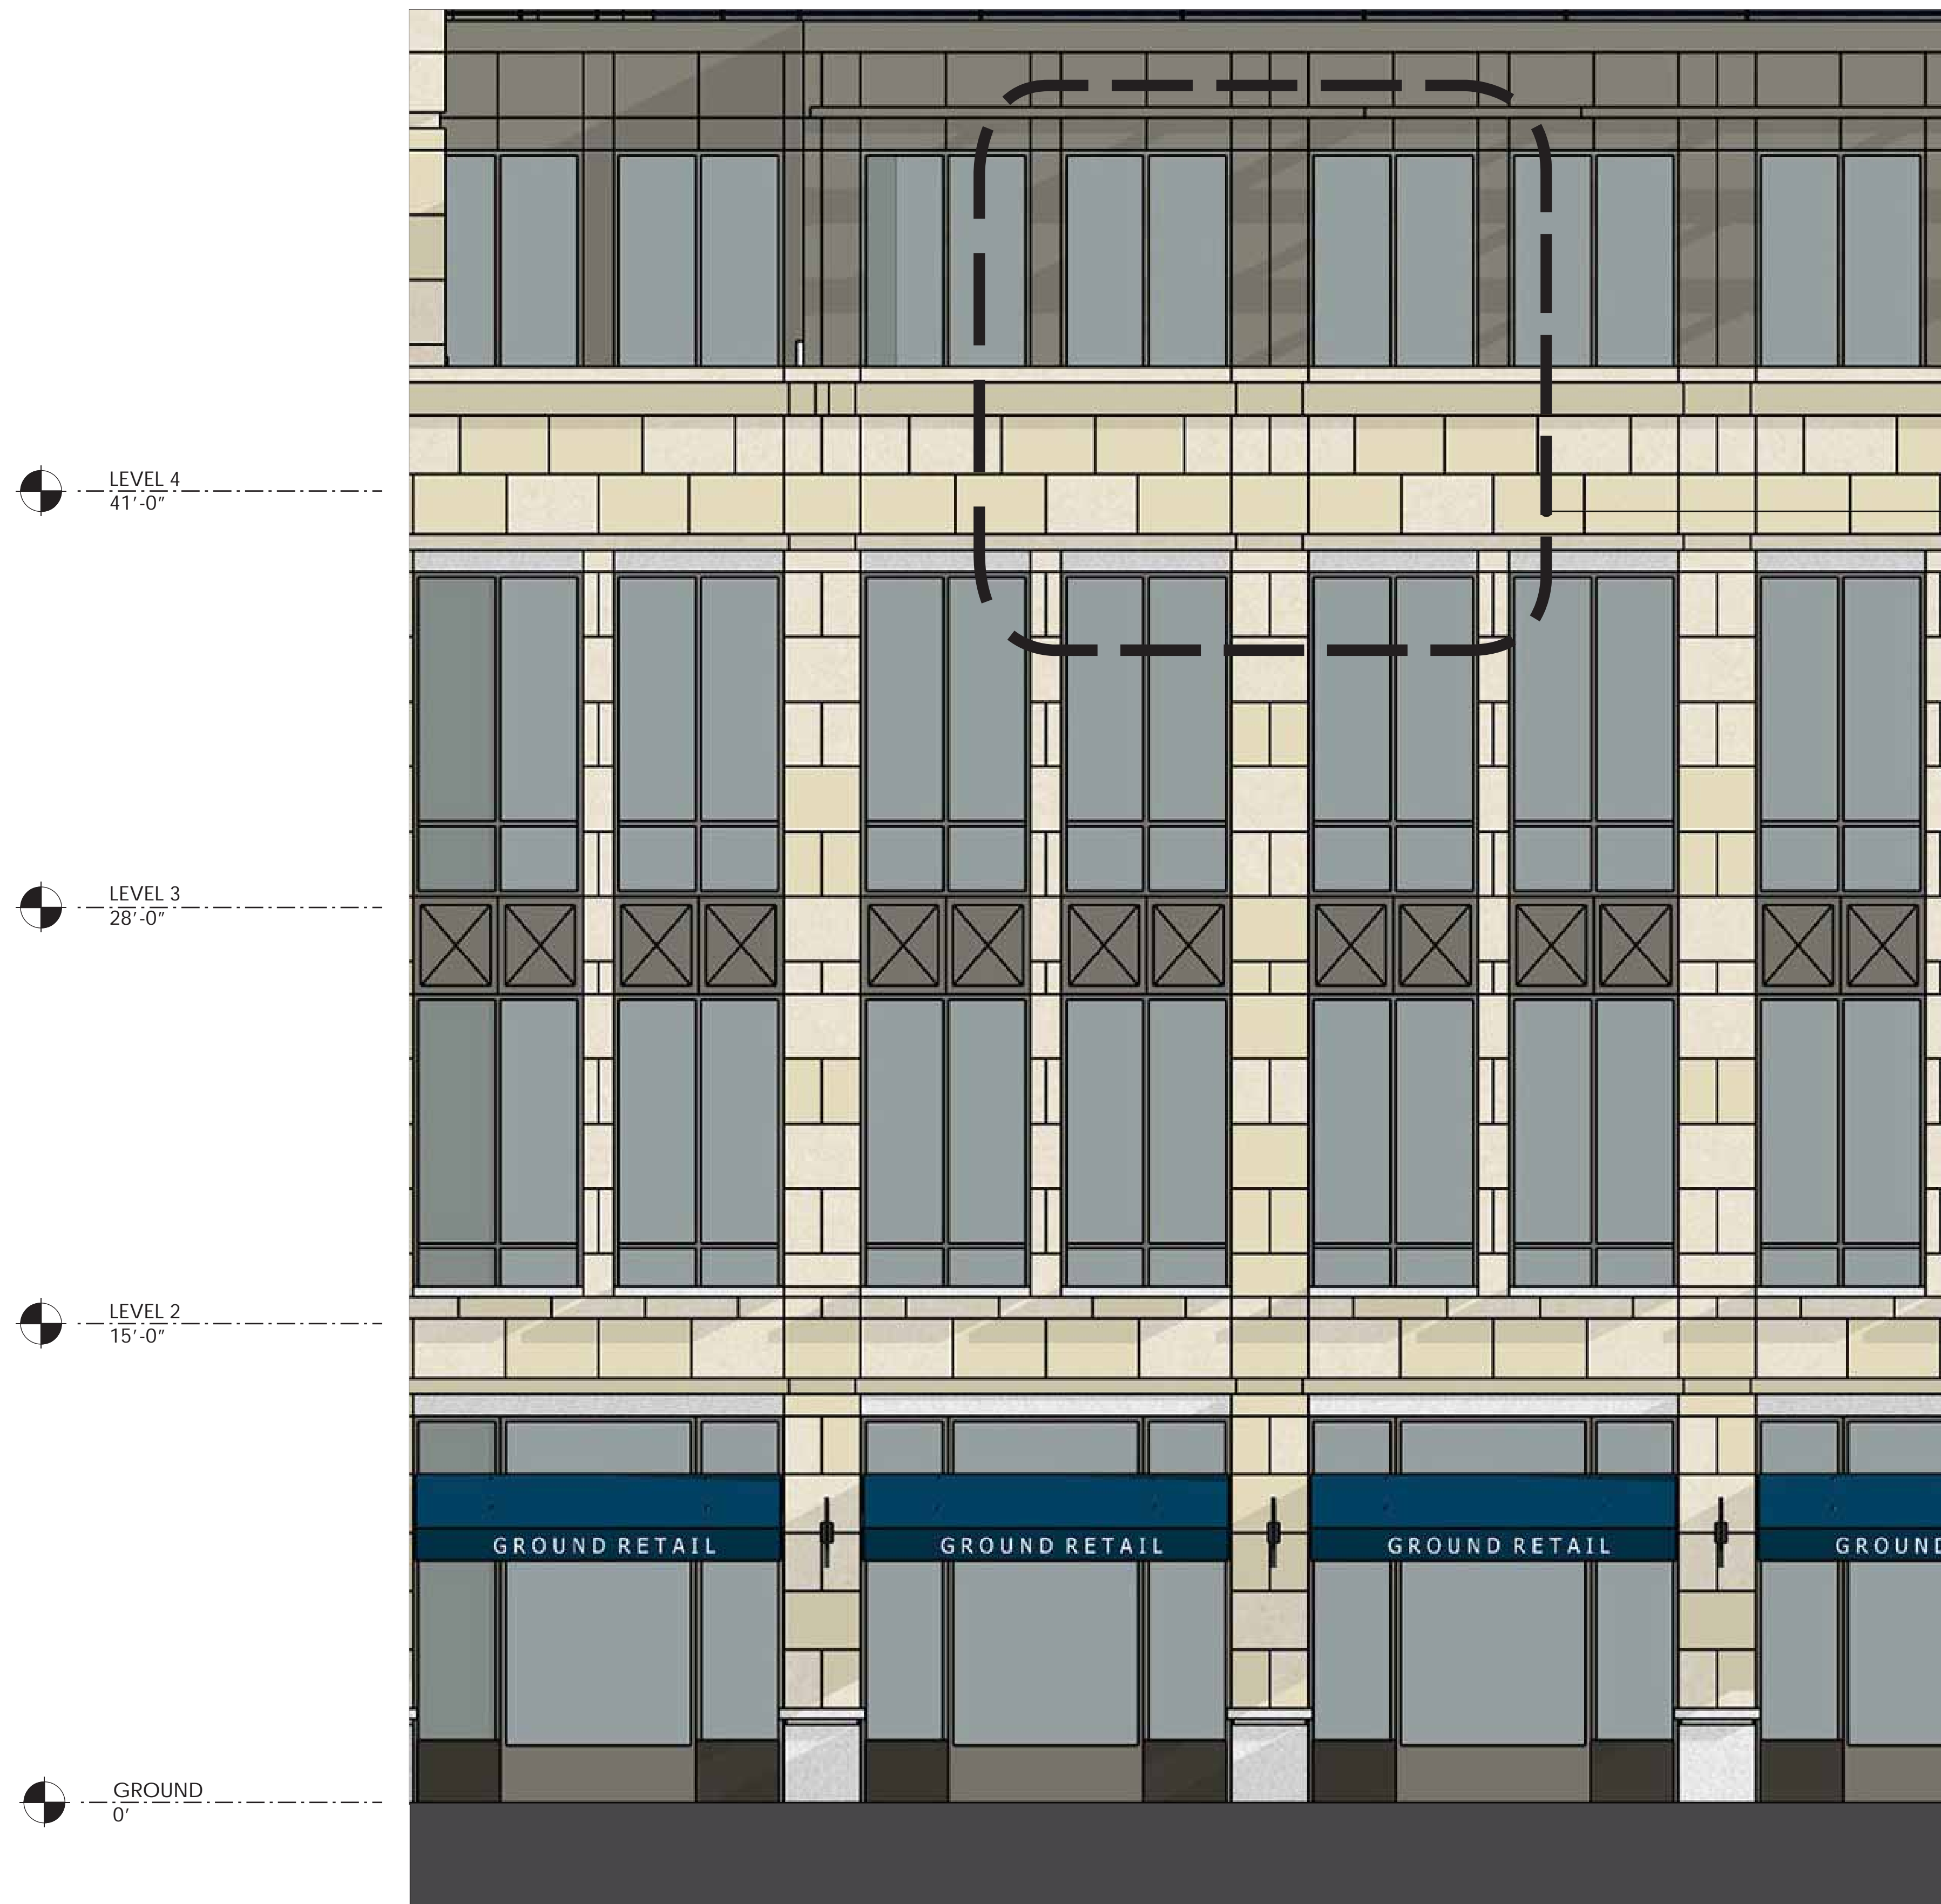 LEVEL 4
41'-0"
LEVEL 3
28'-0"
LEVEL 2
15'-0"
GROUND RETAIL
GROUND RETAIL
GROUND RETAIL
GROUND
GROUND
0'